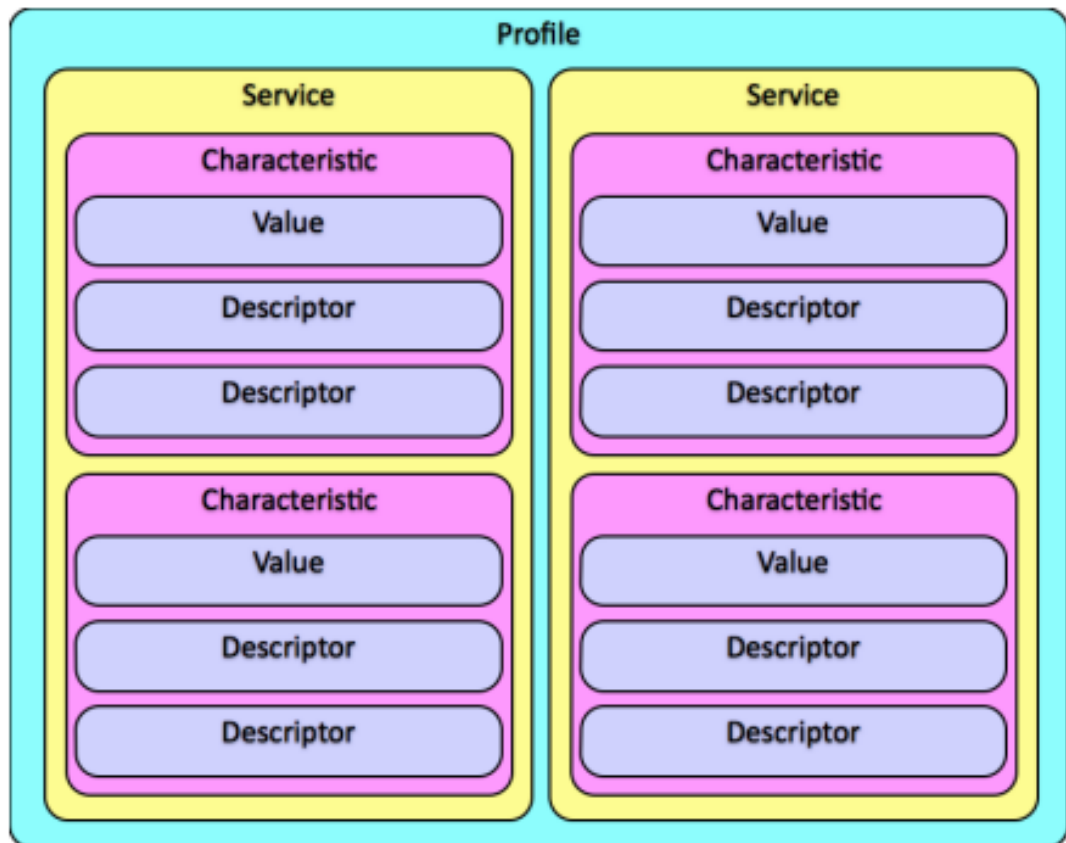 Profile
Service
Characteristic
Value
Descriptor
Descriptor
Characteristic
Value
Descriptor
Descriptor
Service
Characteristic
Value
Descriptor
Descriptor
Characteristic
Value
Descriptor
Descriptor